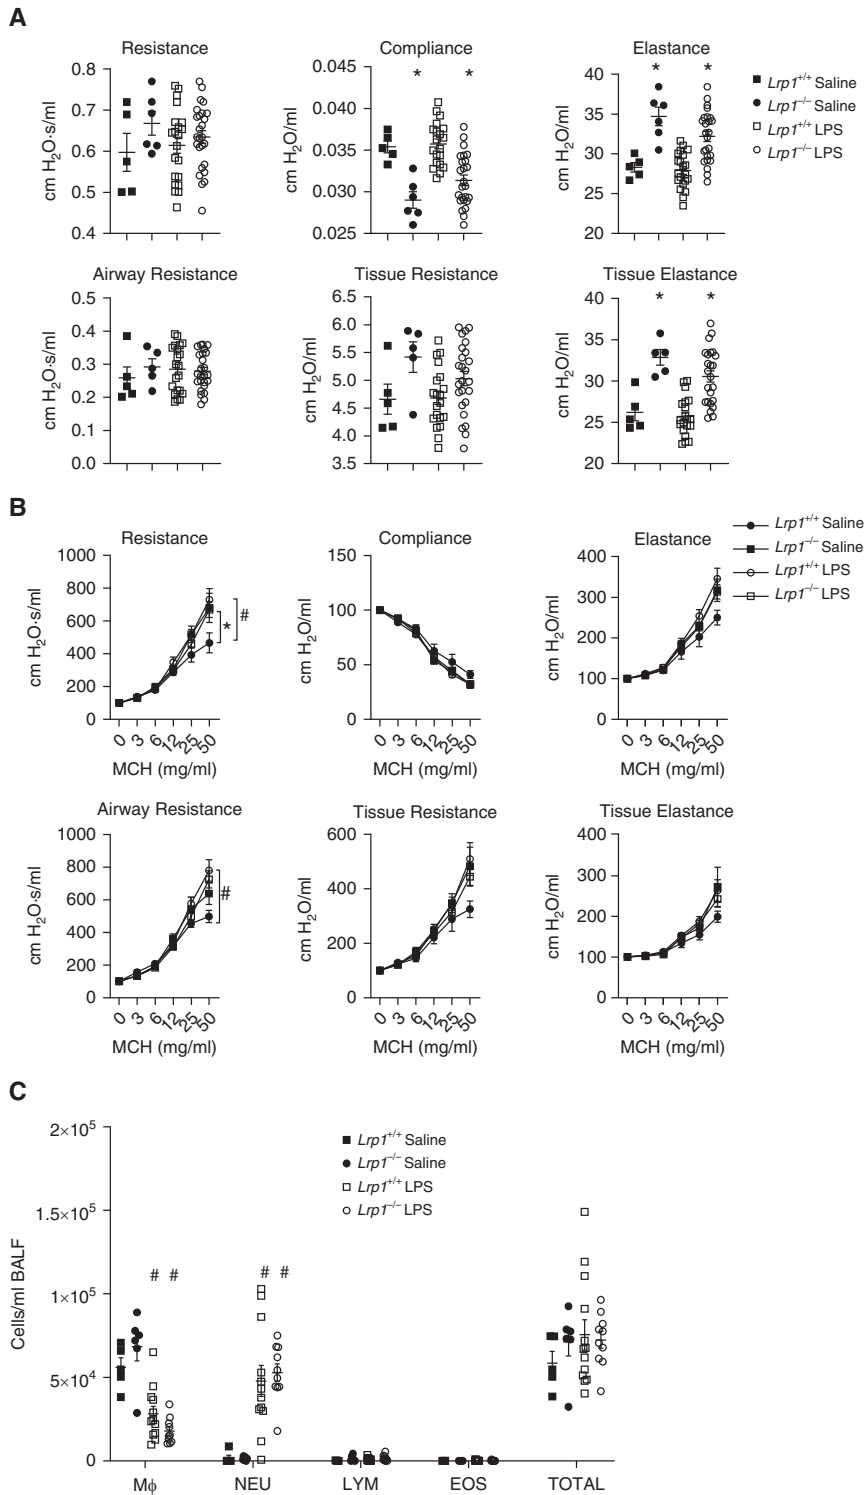 A
Resistance
cm H₂O·s/ml
0.8
0.7
0.6
0.5
0.4
Compliance
cm H₂O/ml
0.045
0.040
0.035
0.030
0.025
* *
Elastance
cm H₂O/ml
40
35
30
25
20
* *
Lrp1⁺/⁺ Saline
Lrp1⁻/⁻ Saline
Lrp1⁺/⁺ LPS
Lrp1⁻/⁻ LPS
Airway Resistance
cm H₂O·s/ml
0.5
0.4
0.3
0.2
0.1
0.0
Tissue Resistance
cm H₂O/ml
6.5
6.0
5.5
5.0
4.5
4.0
3.5
Tissue Elastance
cm H₂O/ml
40
35
30
25
20
* *
B
Resistance
cm H₂O·s/ml
1000
800
600
400
200
0
* #
0 3 6 12 25 50
MCH (mg/ml)
Compliance
cm H₂O/ml
150
100
50
0
0 3 6 12 25 50
MCH (mg/ml)
Elastance
cm H₂O/ml
400
300
200
100
0
0 3 6 12 25 50
MCH (mg/ml)
Lrp1⁺/⁺ Saline
Lrp1⁻/⁻ Saline
Lrp1⁺/⁺ LPS
Lrp1⁻/⁻ LPS
Airway Resistance
cm H₂O·s/ml
1000
800
600
400
200
0
#
0 3 6 12 25 50
MCH (mg/ml)
Tissue Resistance
cm H₂O/ml
600
400
200
0
0 3 6 12 25 50
MCH (mg/ml)
Tissue Elastance
cm H₂O/ml
400
300
200
100
0
0 3 6 12 25 50
MCH (mg/ml)
C
Cells/ml BALF
2×10⁵
1.5×10⁵
1×10⁵
5×10⁴
0
Lrp1⁺/⁺ Saline
Lrp1⁻/⁻ Saline
Lrp1⁺/⁺ LPS
Lrp1⁻/⁻ LPS
# # # #
Mϕ NEU LYM EOS TOTAL